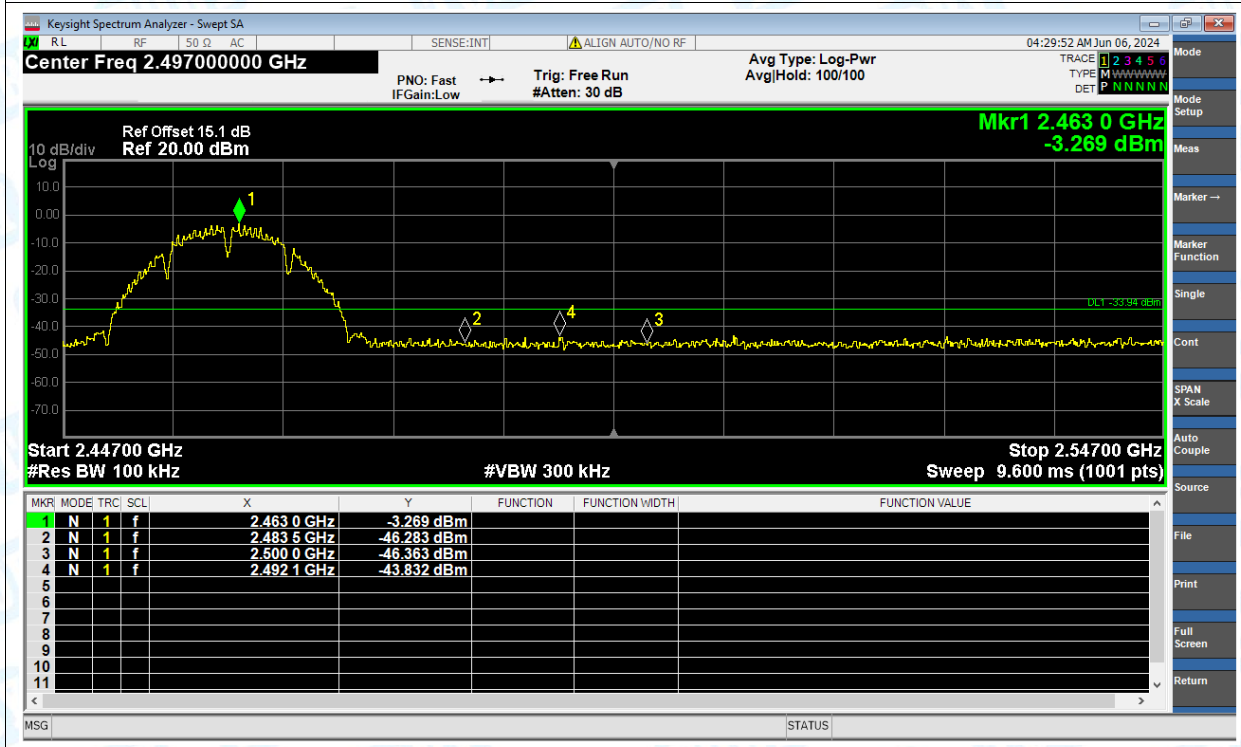 Keysight Spectrum Analyzer - Swept SA
LXI RL RF 50 Ω AC SENSE:INT ALIGN AUTO/NO RF 04:29:52 AM Jun 06, 2024
Center Freq 2.497000000 GHz
PNO: Fast
IFGain:Low
Trig: Free Run
#Atten: 30 dB
Avg Type: Log-Pwr
Avg|Hold: 100/100
TRACE 1 2 3 4 5 6
TYPE M WWWWW
DET P N N N N N
Ref Offset 15.1 dB
10 dB/div Ref 20.00 dBm
Log
Mkr1 2.463 0 GHz
-3.269 dBm
10.0
0.00
-10.0
-20.0
-30.0
-40.0
-50.0
-60.0
-70.0
1
2
4
3
DL1 -33.94 dBm
Start 2.44700 GHz Stop 2.54700 GHz
#Res BW 100 kHz #VBW 300 kHz Sweep 9.600 ms (1001 pts)
MKR MODE TRC SCL X Y FUNCTION FUNCTION WIDTH FUNCTION VALUE
1 N 1 f 2.463 0 GHz -3.269 dBm
2 N 1 f 2.483 5 GHz -46.283 dBm
3 N 1 f 2.500 0 GHz -46.363 dBm
4 N 1 f 2.492 1 GHz -43.832 dBm
5
6
7
8
9
10
11
MSG STATUS
Mode
Mode
Setup
Meas
Marker →
Marker
Function
Single
Cont
SPAN
X Scale
Auto
Couple
Source
File
Print
Full
Screen
Return